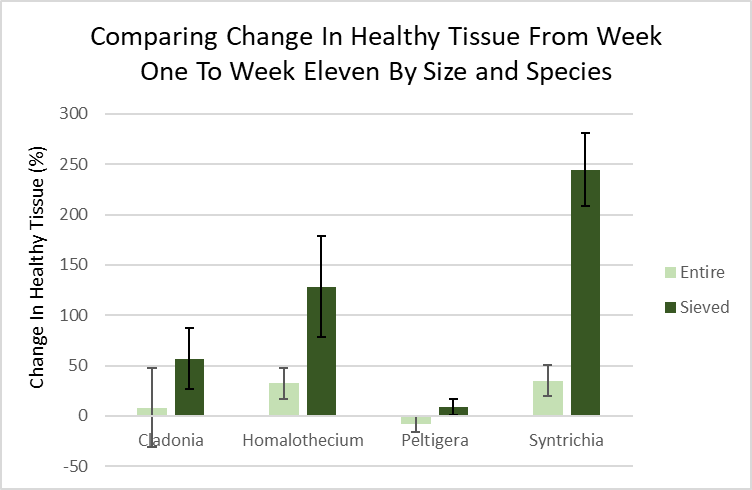 Comparing Change In Healthy Tissue From Week
One To Week Eleven By Size and Species
Change In Healthy Tissue (%)
300
250
200
150
100
50
0
-50
Cladonia Homalothecium Peltigera Syntrichia
Entire
Sieved